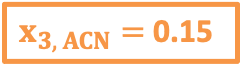 x3, ACN = 0.15